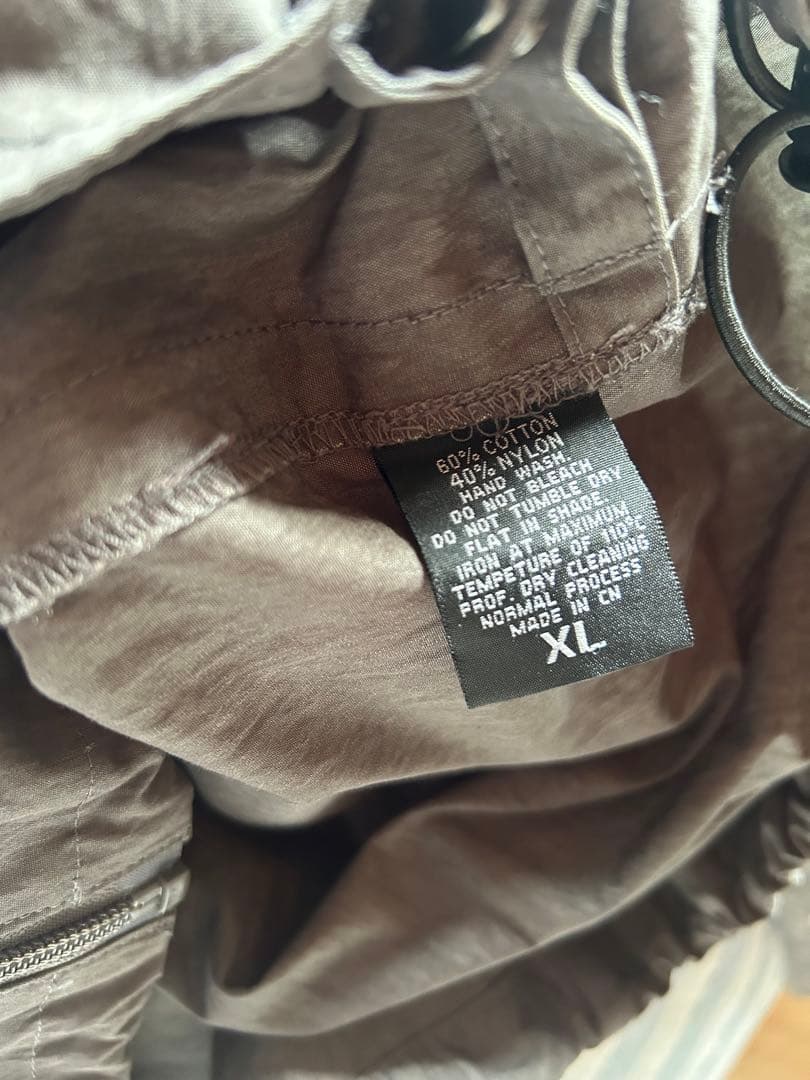 60% COTTON
40% NYLON
HAND WASH.
DO NOT BLEACH
DO NOT TUMBLE DRY
FLAT IN SHADE.
IRON AT MAXIMUM
TEMPETURE OF 110°C
PROF. DRY CLEANING
NORMAL PROCESS
MADE IN CN
XL